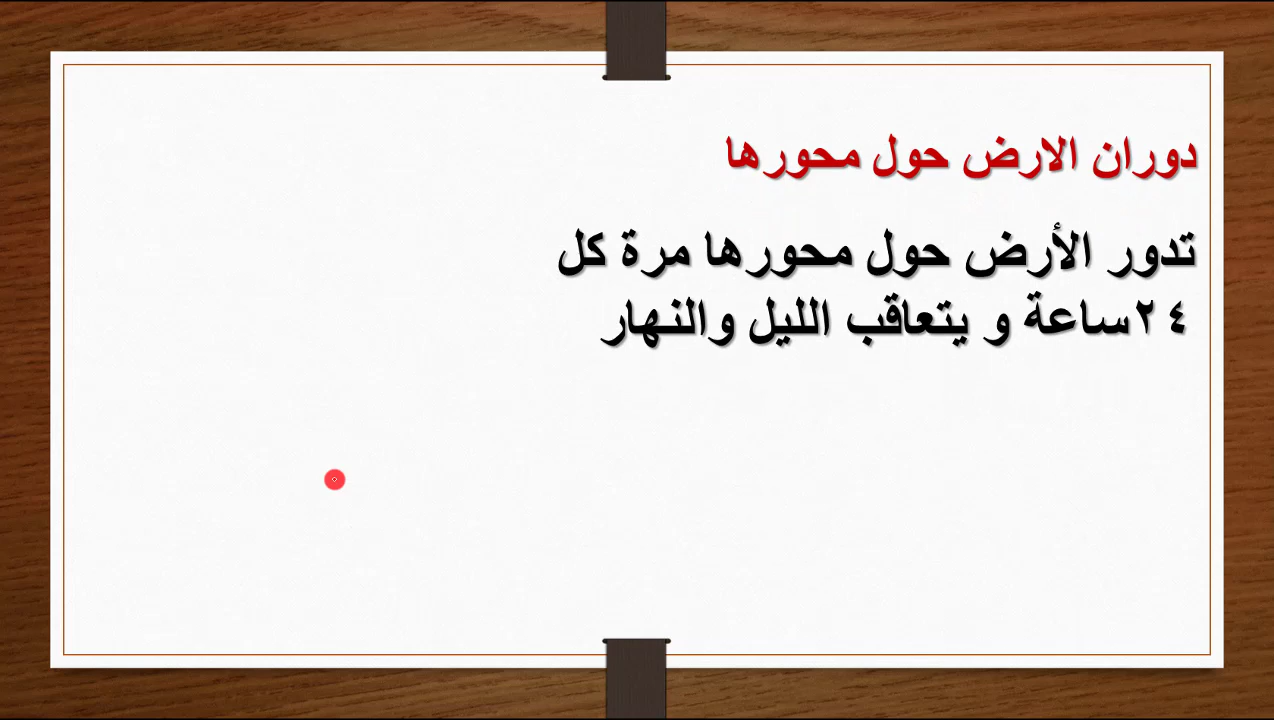 دوران الارض حول محورها
تدور الأرض حول محورها مرة كل
٢٤ساعة و يتعاقب الليل والنهار